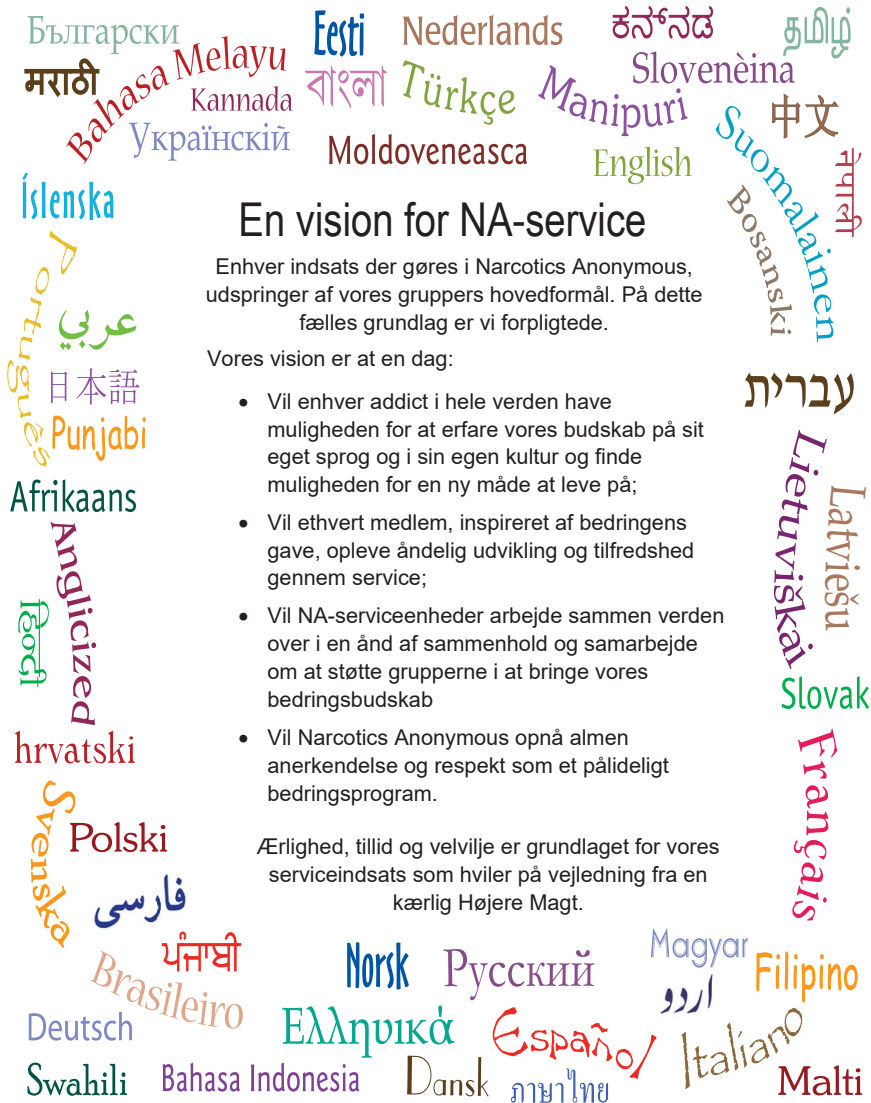 Български
Eesti
Nederlands
ಕನ್ನಡ
தமிழ்
मराठी
Bahasa Melayu
Kannada
বাংলা
Türkçe
Manipuri
Slovenèina
中文
Українскій
Moldoveneasca
English
Suomalainen
नेपाली
Íslenska
Bosanski
En vision for NA-service
Enhver indsats der gøres i Narcotics Anonymous,
udspringer af vores gruppers hovedformål. På dette
fælles grundlag er vi forpligtede.
Vores vision er at en dag:
• Vil enhver addict i hele verden have
muligheden for at erfare vores budskab på sit
eget sprog og i sin egen kultur og finde
muligheden for en ny måde at leve på;
• Vil ethvert medlem, inspireret af bedringens
gave, opleve åndelig udvikling og tilfredshed
gennem service;
• Vil NA-serviceenheder arbejde sammen verden
over i en ånd af sammenhold og samarbejde
om at støtte grupperne i at bringe vores
bedringsbudskab
• Vil Narcotics Anonymous opnå almen
anerkendelse og respekt som et pålideligt
bedringsprogram.
Ærlighed, tillid og velvilje er grundlaget for vores
serviceindsats som hviler på vejledning fra en
kærlig Højere Magt.
Português
عربي
日本語
Punjabi
Afrikaans
Anglicized
हिन्दी
hrvatski
Svenska
Polski
فارسی
עברית
Lietuviškai
Latviešu
Slovak
Français
ਪੰਜਾਬੀ
Brasileiro
Norsk
Русский
Magyar
اردو
Filipino
Deutsch
Ελληνικά
Español
Italiano
Swahili
Bahasa Indonesia
Dansk
ภาษาไทย
Malti